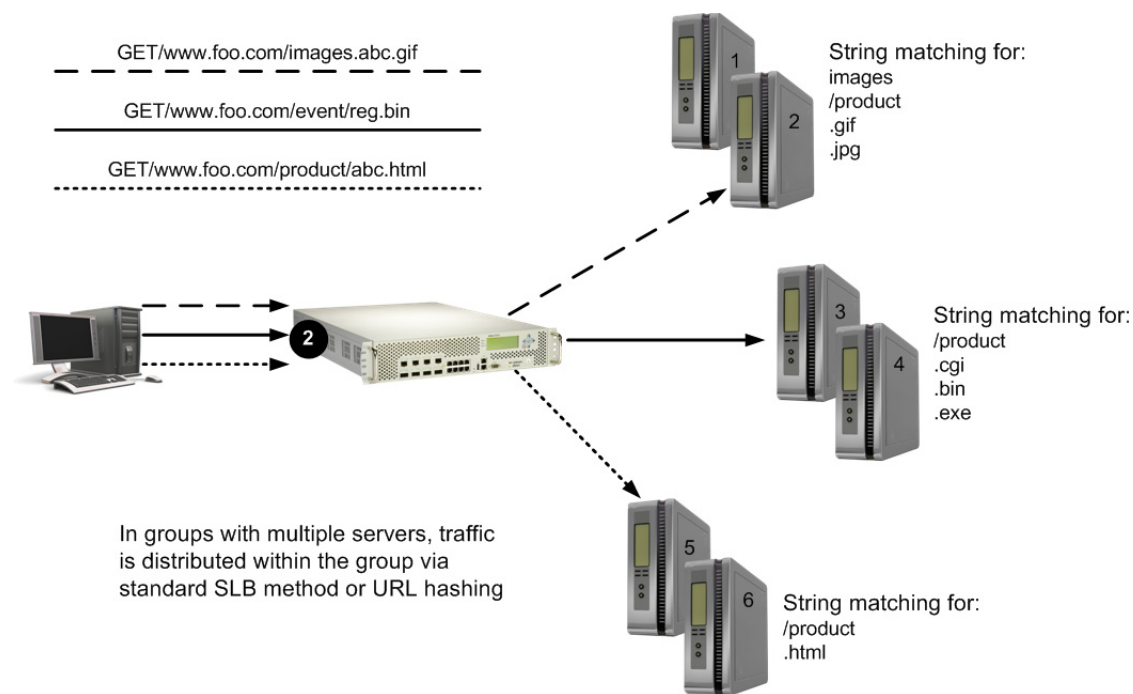 GET/www.foo.com/images.abc.gif
GET/www.foo.com/event/reg.bin
GET/www.foo.com/product/abc.html
1
2
String matching for:
images
/product
.gif
.jpg
2
3
4
String matching for:
/product
.cgi
.bin
.exe
In groups with multiple servers, traffic
is distributed within the group via
standard SLB method or URL hashing
5
6
String matching for:
/product
.html